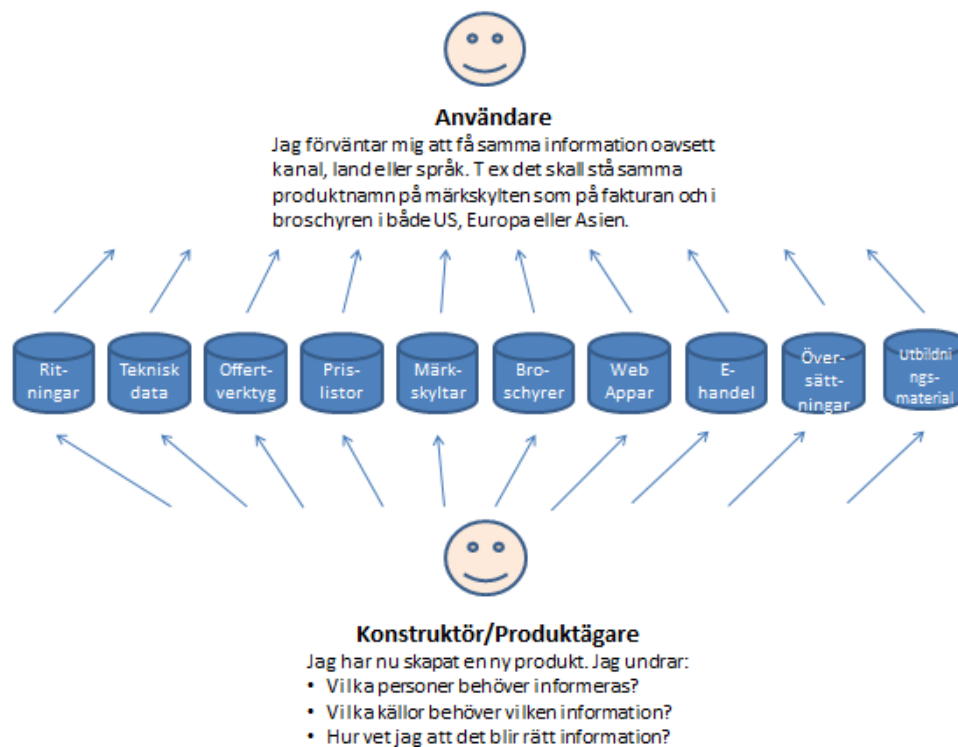 Användare
Jag förväntar mig att få samma information oavsett
kanal, land eller språk. T ex det skall stå samma
produktnamn på märkskylten som på fakturan och i
broschyren i både US, Europa eller Asien.
Rit-
ningar
Teknisk
data
Offert-
verktyg
Pris-
listor
Märk-
skyltar
Bro-
schyrer
Web
Appar
E-
handel
Över-
sätt-
ningar
Utbildni
ngs-
material
Konstruktör/Produktägare
Jag har nu skapat en ny produkt. Jag undrar:
• Vilka personer behöver informeras?
• Vilka källor behöver vilken information?
• Hur vet jag att det blir rätt information?